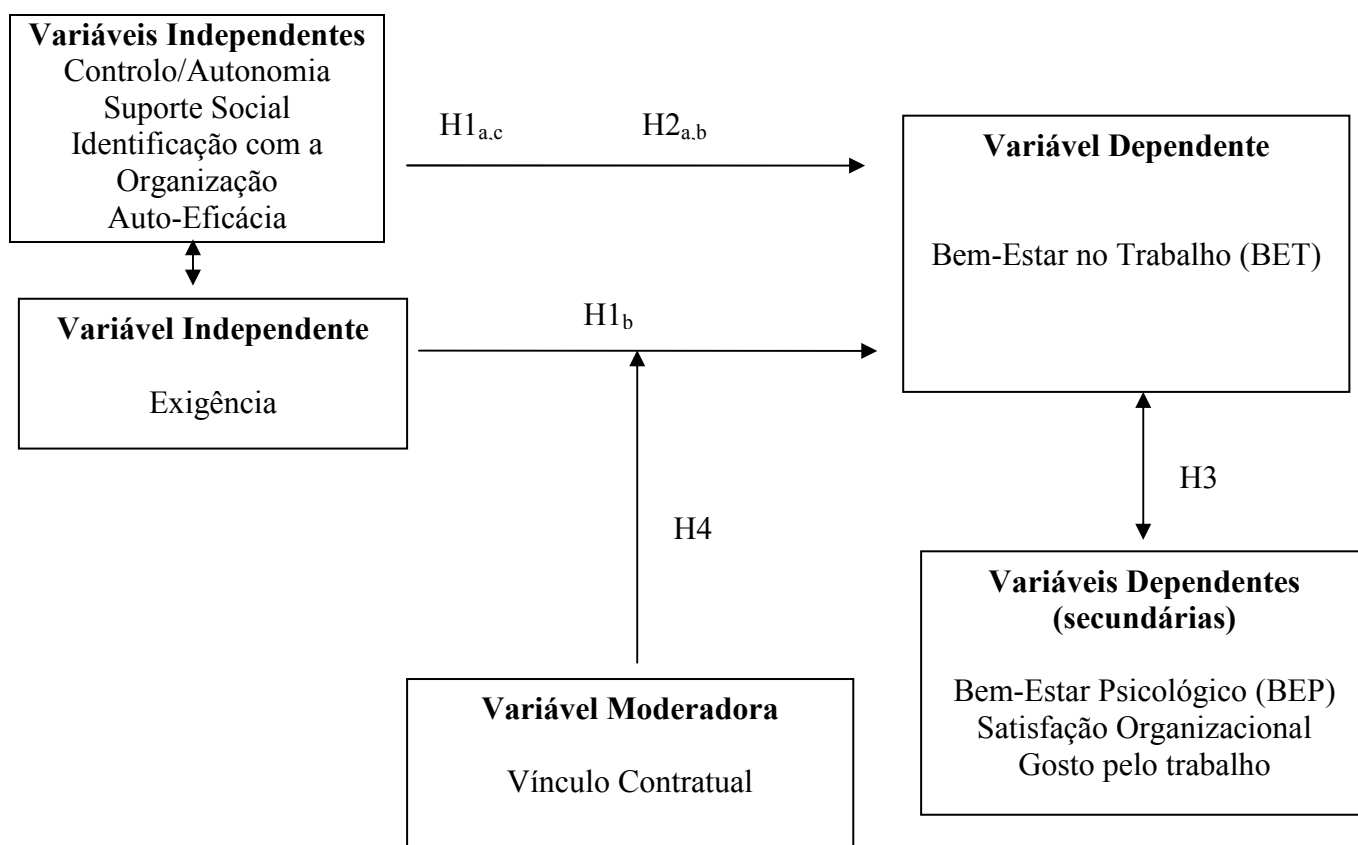 Variáveis Independentes
Controlo/Autonomia
Suporte Social
Identificação com a
Organização
Auto-Eficácia
H1a,c
H2a,b
Variável Dependente
Bem-Estar no Trabalho (BET)
Variável Independente
Exigência
H1b
H4
H3
Variável Moderadora
Vínculo Contratual
Variáveis Dependentes
(secundárias)
Bem-Estar Psicológico (BEP)
Satisfação Organizacional
Gosto pelo trabalho